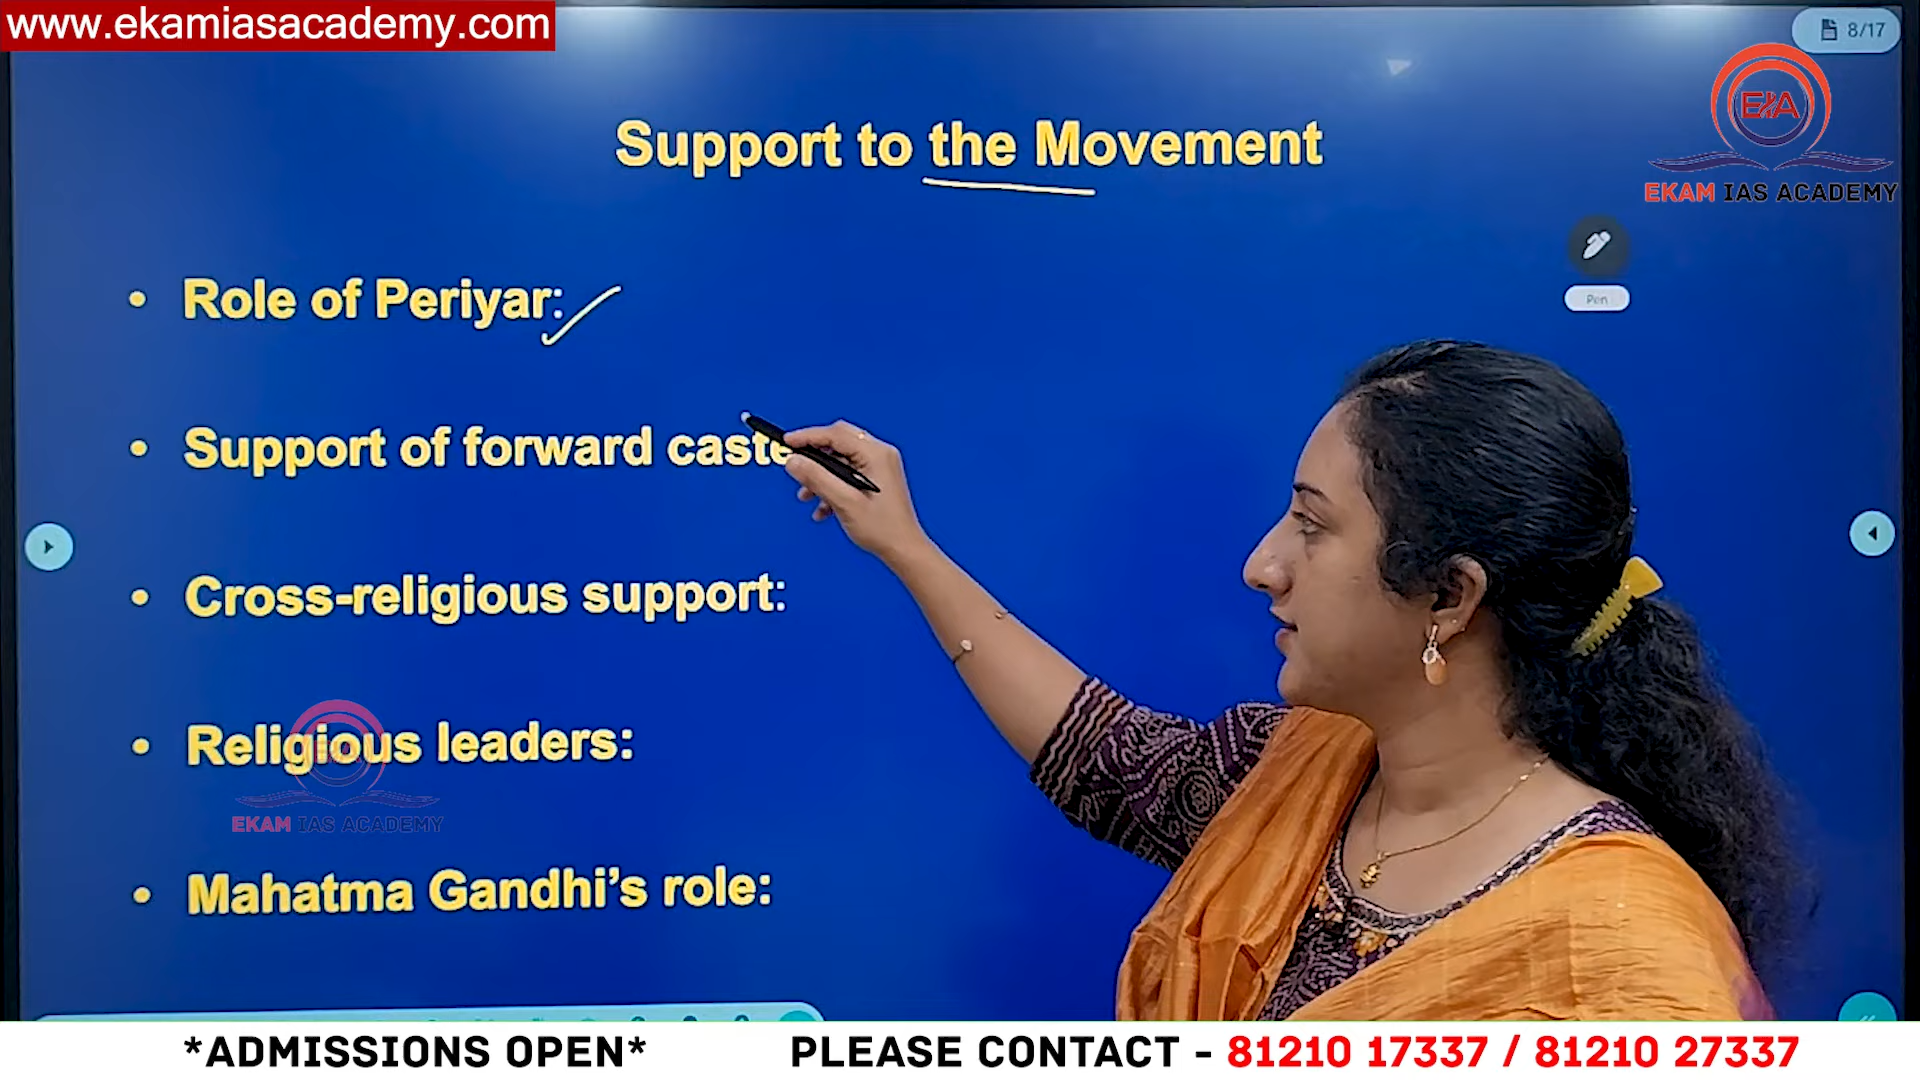 www.ekamiasacademy.com
8/17
EIA
EKAM IAS ACADEMY
Support to the Movement
Pen
• Role of Periyar:
• Support of forward caste
• Cross-religious support:
• Religious leaders:
EKAM IAS ACADEMY
• Mahatma Gandhi’s role:
*ADMISSIONS OPEN* PLEASE CONTACT - 81210 17337 / 81210 27337